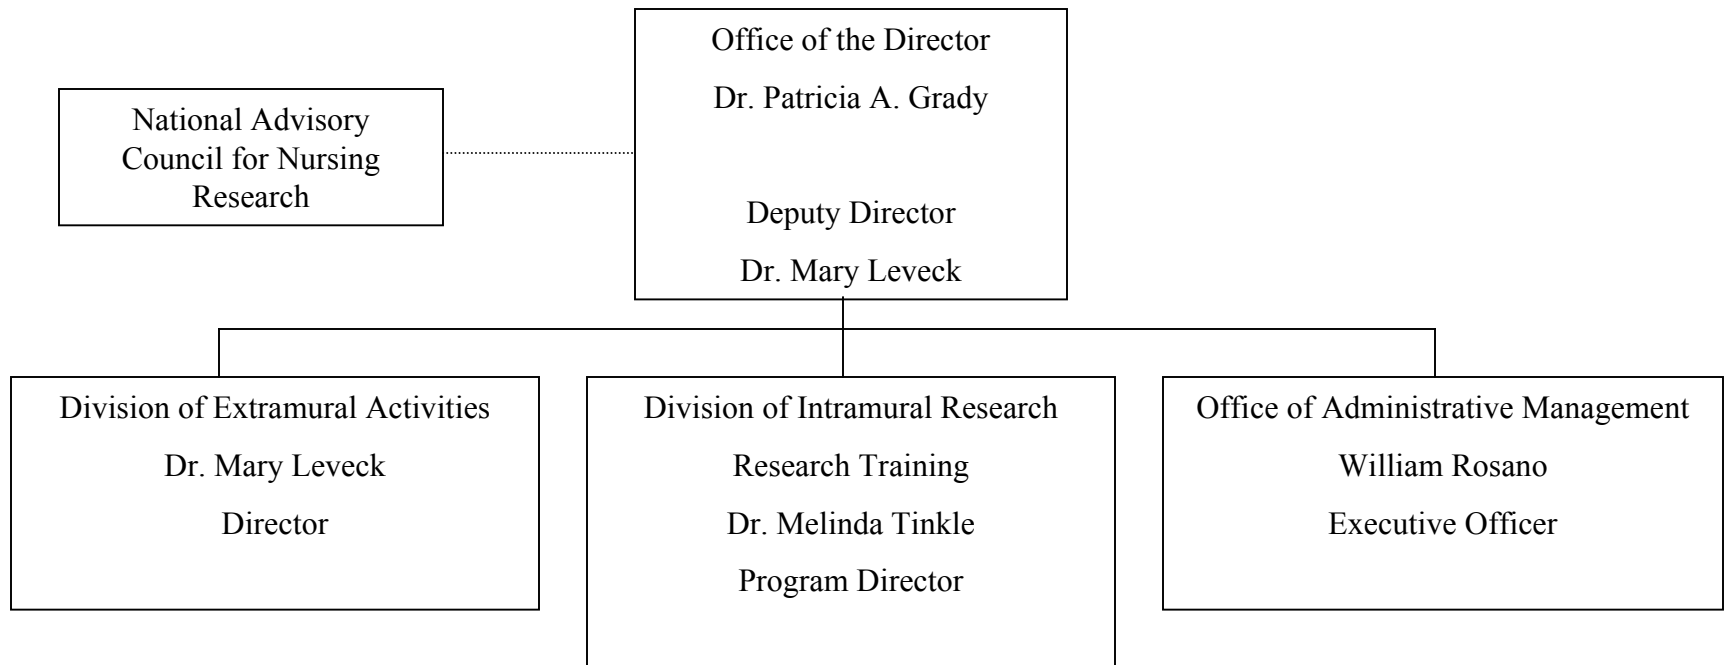 Office of the Director
Dr. Patricia A. Grady
Deputy Director
Dr. Mary Leveck
National Advisory
Council for Nursing
Research
Division of Extramural Activities
Dr. Mary Leveck
Director
Division of Intramural Research
Research Training
Dr. Melinda Tinkle
Program Director
Office of Administrative Management
William Rosano
Executive Officer